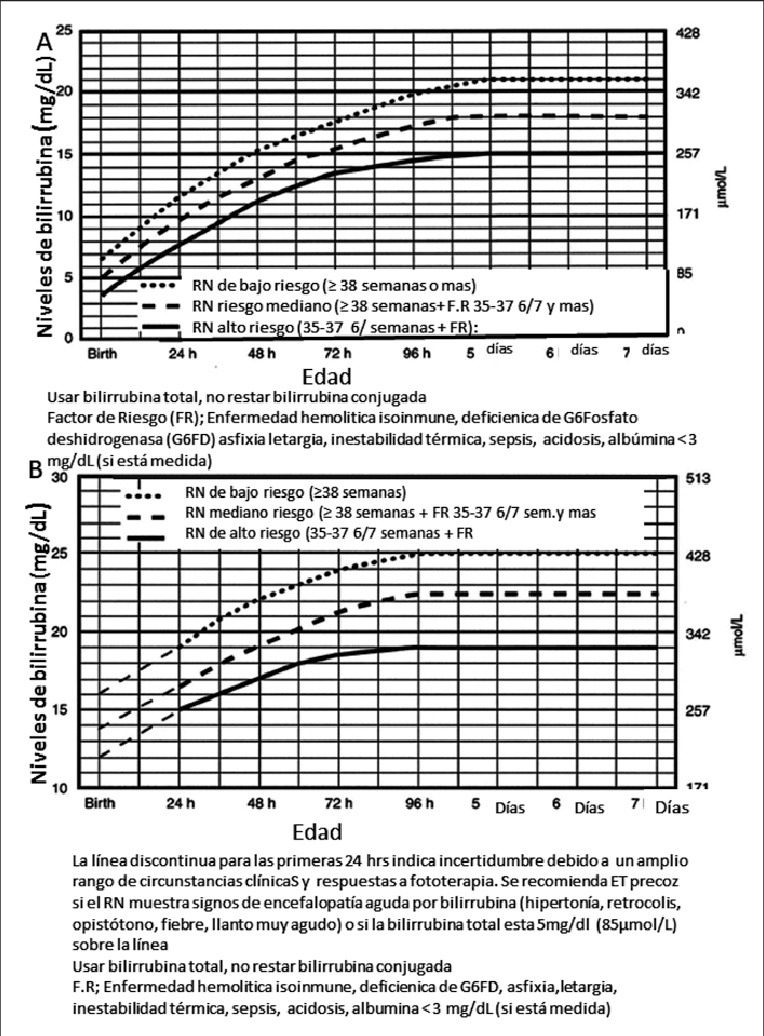 A
25
20
15
10
5
0
428
342
257
171
85
Niveles de bilirrubina (mg/dL)
µmol/L
RN de bajo riesgo (≥ 38 semanas o mas)
RN riesgo mediano (≥38 semanas+F.R 35-37 6/7 y mas)
RN alto riesgo (35-37 6/ semanas + FR):
Birth 24 h 48 h 72 h 96 h 5 días 6 días 7 días
Edad
Usar bilirrubina total, no restar bilirrubina conjugada
Factor de Riesgo (FR); Enfermedad hemolitica isoinmune, deficienica de G6Fosfato
deshidrogenasa (G6FD) asfixia letargia, inestabilidad térmica, sepsis, acidosis, albúmina <3
mg/dL (si está medida)
B
30
25
20
15
10
513
428
342
257
171
Niveles de bilirrubina (mg/dL)
µmol/L
RN de bajo riesgo (≥38 semanas)
RN mediano riesgo (≥ 38 semanas + FR 35-37 6/7 sem.y mas
RN de alto riesgo (35-37 6/7 semanas + FR
Birth 24 h 48 h 72 h 96 h 5 Días 6 Días 7 Días
Edad
La línea discontinua para las primeras 24 hrs indica incertidumbre debido a un amplio
rango de circunstancias clínicaS y respuestas a fototerapia. Se recomienda ET precoz
si el RN muestra signos de encefalopatía aguda por bilirrubina (hipertonía, retrocolis,
opistótono, fiebre, llanto muy agudo) o si la bilirrubina total esta 5mg/dl (85µmol/L)
sobre la línea
Usar bilirrubina total, no restar bilirrubina conjugada
F.R; Enfermedad hemolitica isoinmune, deficienica de G6FD, asfixia,letargia,
inestabilidad térmica, sepsis, acidosis, albumina <3 mg/dL (si está medida)